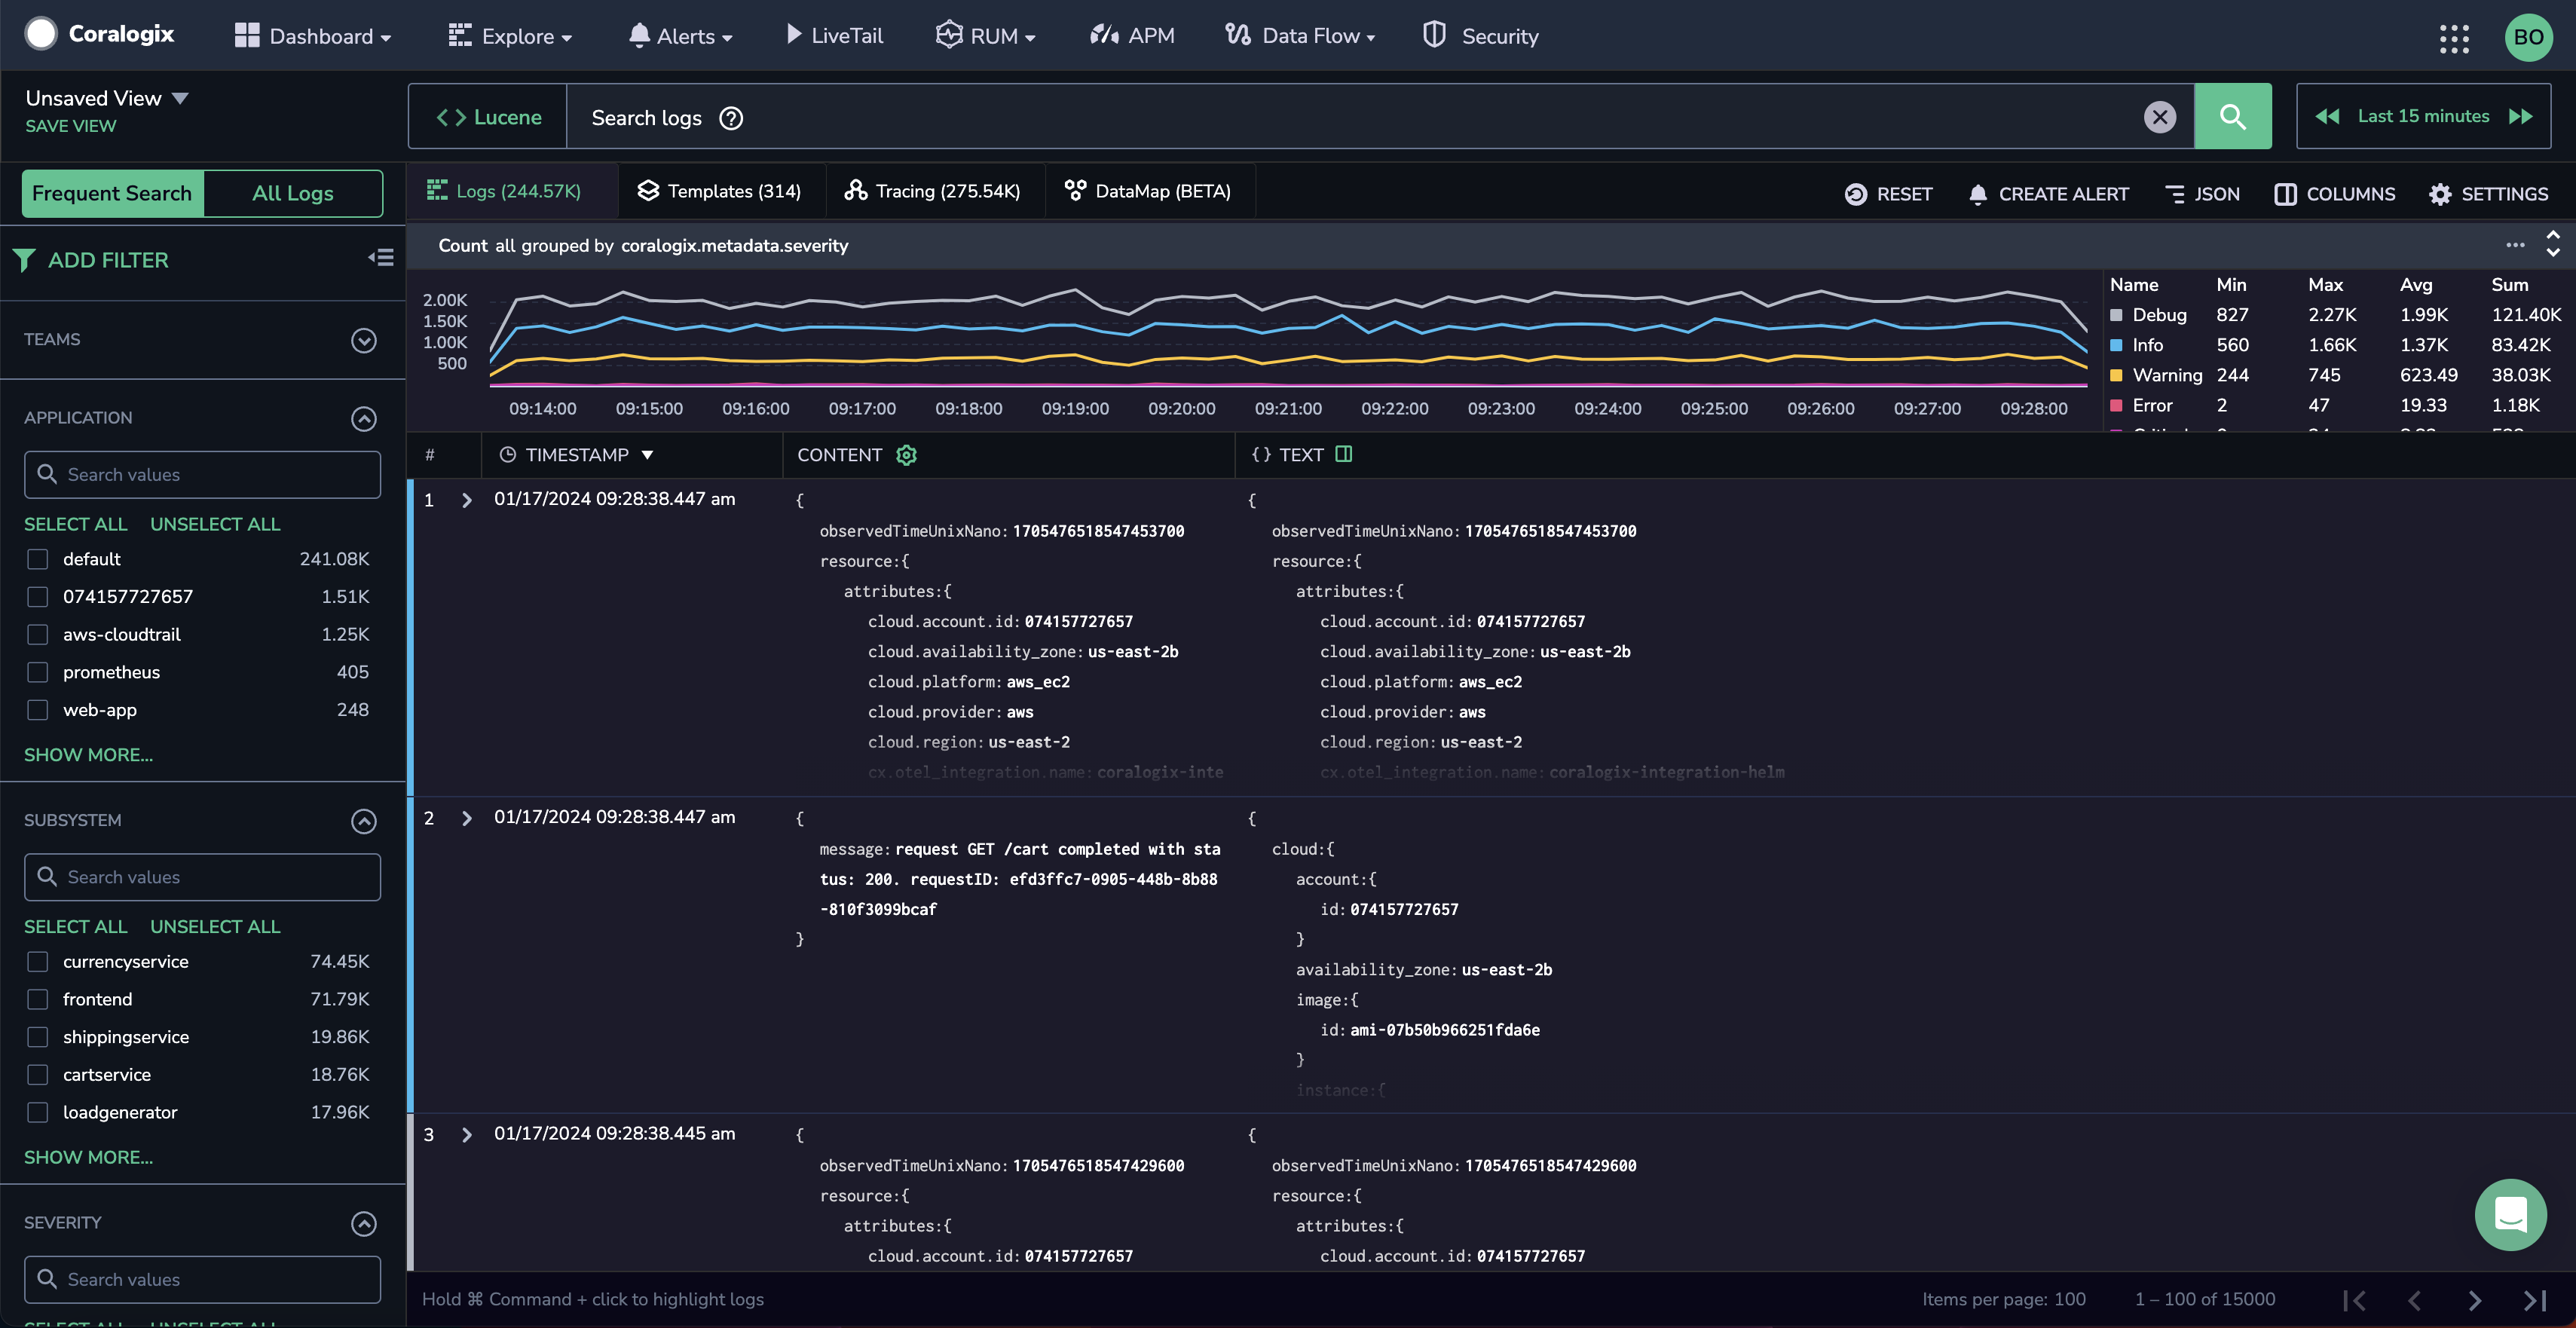 Coralogix
Dashboard
Explore
Alerts
LiveTail
RUM
APM
Data Flow
Security
BO
Unsaved View
SAVE VIEW
<> Lucene
Search logs
Last 15 minutes
Frequent Search
All Logs
Logs (244.57K)
Templates (314)
Tracing (275.54K)
DataMap (BETA)
RESET
CREATE ALERT
JSON
COLUMNS
SETTINGS
ADD FILTER
TEAMS
APPLICATION
Search values
SELECT ALL UNSELECT ALL
default 241.08K
074157727657 1.51K
aws-cloudtrail 1.25K
prometheus 405
web-app 248
SHOW MORE...
SUBSYSTEM
Search values
SELECT ALL UNSELECT ALL
currencyservice 74.45K
frontend 71.79K
shippingservice 19.86K
cartservice 18.76K
loadgenerator 17.96K
SHOW MORE...
SEVERITY
Search values
SELECT ALL UNSELECT ALL
Count all grouped by coralogix.metadata.severity
2.00K
1.50K
1.00K
500
09:14:00 09:15:00 09:16:00 09:17:00 09:18:00 09:19:00 09:20:00 09:21:00 09:22:00 09:23:00 09:24:00 09:25:00 09:26:00 09:27:00 09:28:00
Name Min Max Avg Sum
Debug 827 2.27K 1.99K 121.40K
Info 560 1.66K 1.37K 83.42K
Warning 244 745 623.49 38.03K
Error 2 47 19.33 1.18K
# TIMESTAMP CONTENT {} TEXT
1 01/17/2024 09:28:38.447 am
{
observedTimeUnixNano: 1705476518547453700
resource:{
attributes:{
cloud.account.id: 074157727657
cloud.availability_zone: us-east-2b
cloud.platform: aws_ec2
cloud.provider: aws
cloud.region: us-east-2
cx.otel_integration.name: coralogix-inte
{
observedTimeUnixNano: 1705476518547453700
resource:{
attributes:{
cloud.account.id: 074157727657
cloud.availability_zone: us-east-2b
cloud.platform: aws_ec2
cloud.provider: aws
cloud.region: us-east-2
cx.otel_integration.name: coralogix-integration-helm
2 01/17/2024 09:28:38.447 am
{
message: request GET /cart completed with sta
tus: 200. requestID: efd3ffc7-0905-448b-8b88
-810f3099bcaf
}
{
cloud:{
account:{
id: 074157727657
}
availability_zone: us-east-2b
image:{
id: ami-07b50b966251fda6e
}
instance:{
3 01/17/2024 09:28:38.445 am
{
observedTimeUnixNano: 1705476518547429600
resource:{
attributes:{
cloud.account.id: 074157727657
{
observedTimeUnixNano: 1705476518547429600
resource:{
attributes:{
cloud.account.id: 074157727657
Hold ⌘ Command + click to highlight logs
Items per page: 100
1 – 100 of 15000